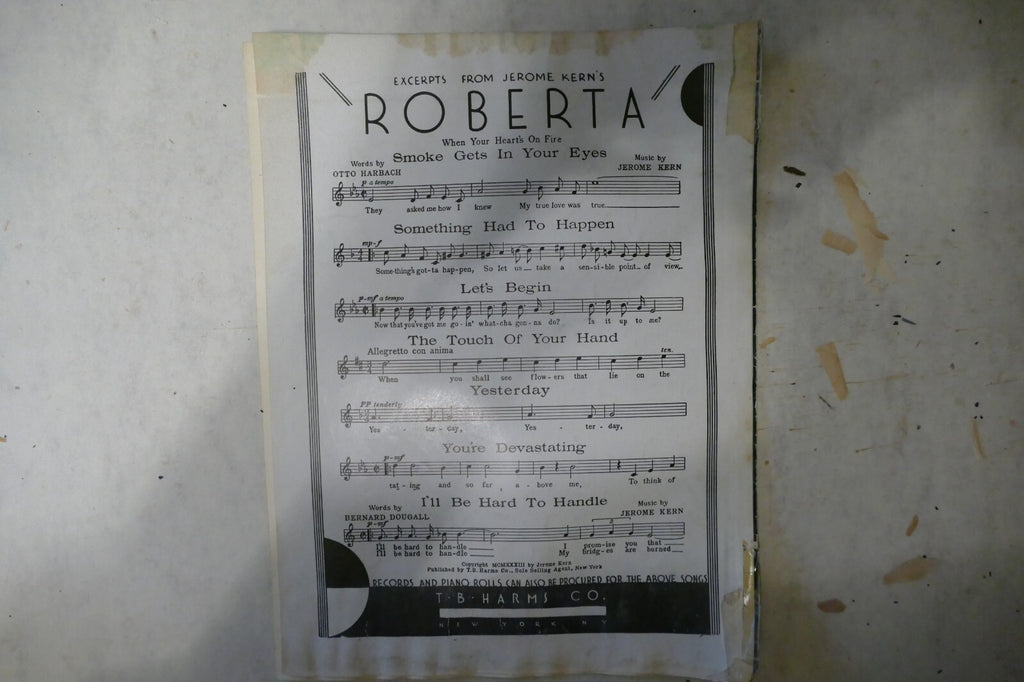 EXCERPTS FROM JEROME KERN'S
ROBERTA
When Your Heart's On Fire
Smoke Gets In Your Eyes
Words by
OTTO HARBACH
Music by
JEROME KERN
p a tempo
They asked me how I knew My true love was true
Something Had To Happen
mp-f
Something's got-ta hap-pen, So let us take a sen-si-ble point of view,
Let's Begin
p-mf a tempo
Now that you've got me go-in' what-cha gon-na do? Is it up to me?
The Touch Of Your Hand
Allegretto con anima
ten.
When you shall see flow-ers that lie on the
Yesterday
PP tenderly
Yes - ter - day, Yes - ter - day,
You're Devastating
p-mf
tat-ing and so far a-bove me, To think of
I'll Be Hard To Handle
Words by
BERNARD DOUGALL
Music by
JEROME KERN
p-mf
3
I'll be hard to han-dle I prom-ise you that
I'll be hard to han-dle My bridg-es are burned
Copyright MCMXXXIII by Jerome Kern
Published by T.B. Harms Co., Sole Selling Agent, New York
RECORDS AND PIANO ROLLS CAN ALSO BE PROCURED FOR THE ABOVE SONGS
T·B·HARMS CO.
NEW YORK NY